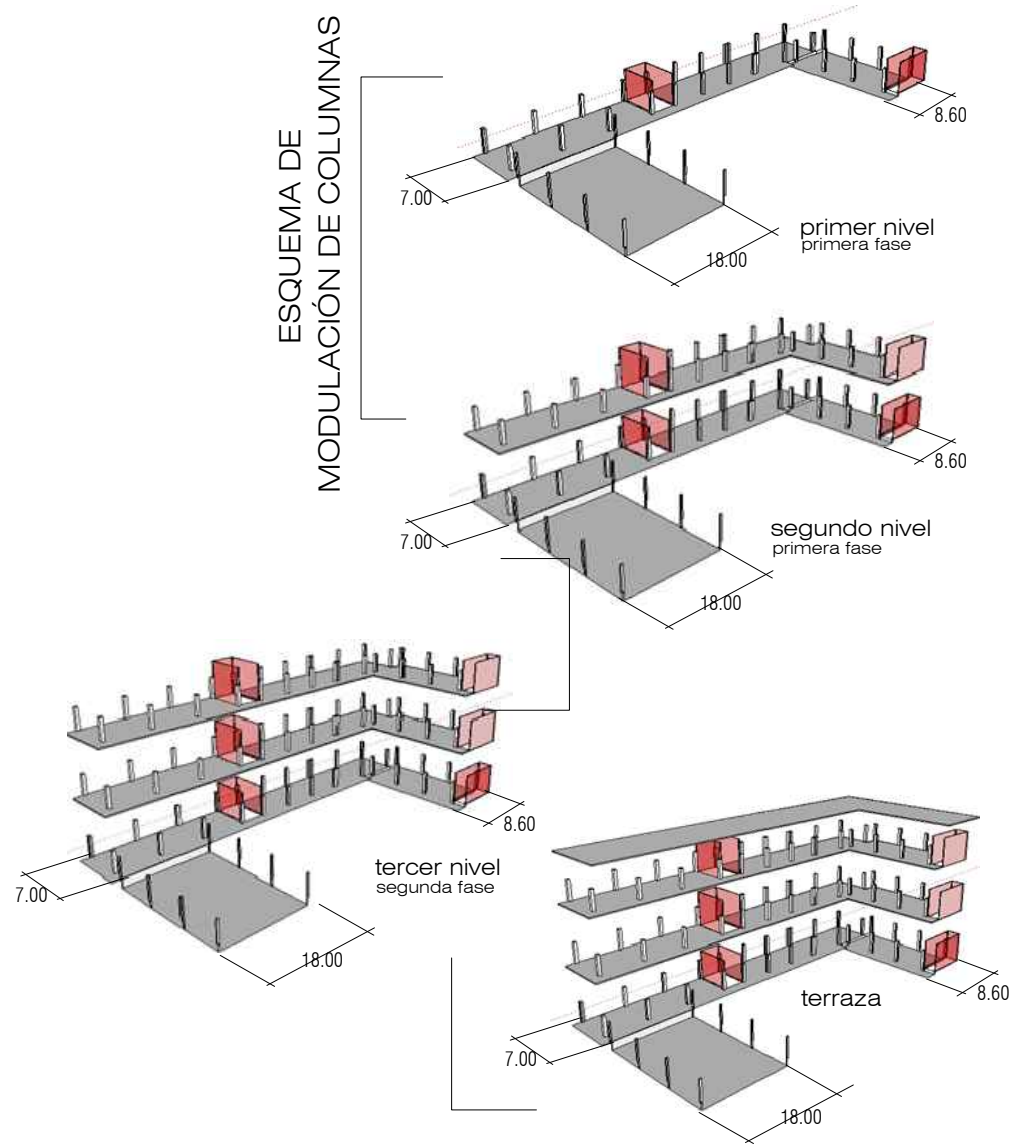 ESQUEMA DE
MODULACIÓN DE COLUMNAS
8.60
7.00
18.00
primer nivel
primera fase
8.60
7.00
18.00
segundo nivel
primera fase
8.60
7.00
18.00
tercer nivel
segunda fase
8.60
7.00
18.00
terraza